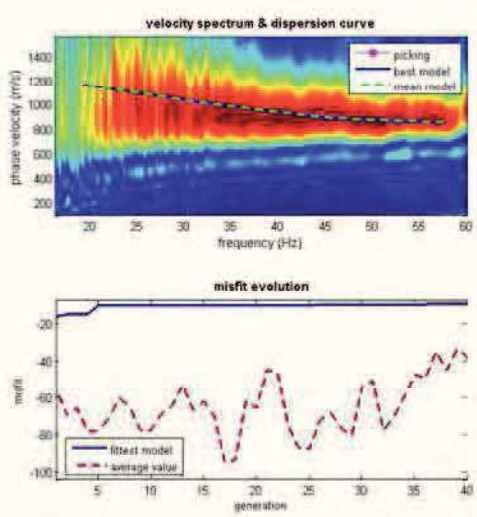 velocity spectrum & dispersion curve
phase velocity (m/s)
1400
1200
1000
800
600
400
200
picking
best model
mean model
20 25 30 35 40 45 50 55 60
frequency (Hz)
misfit evolution
misfit
-20
-40
-60
-80
-100
fittest model
average value
5 10 15 20 25 30 35 40
generation